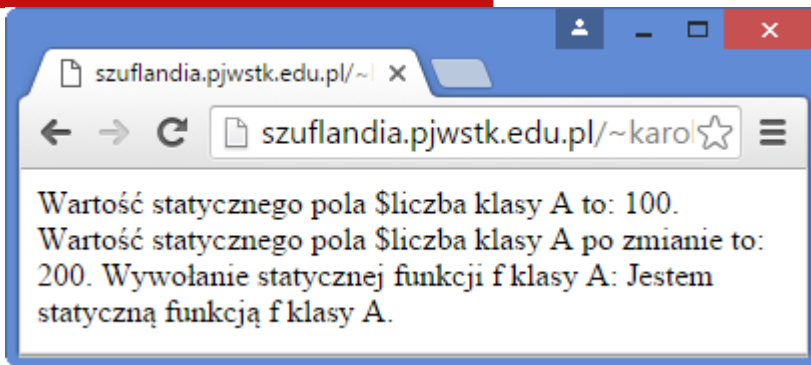 szuflandia.pjwstk.edu.pl/~
szuflandia.pjwstk.edu.pl/~karo
Wartość statycznego pola $liczba klasy A to: 100.
Wartość statycznego pola $liczba klasy A po zmianie to:
200. Wywołanie statycznej funkcji f klasy A: Jestem
statyczną funkcją f klasy A.